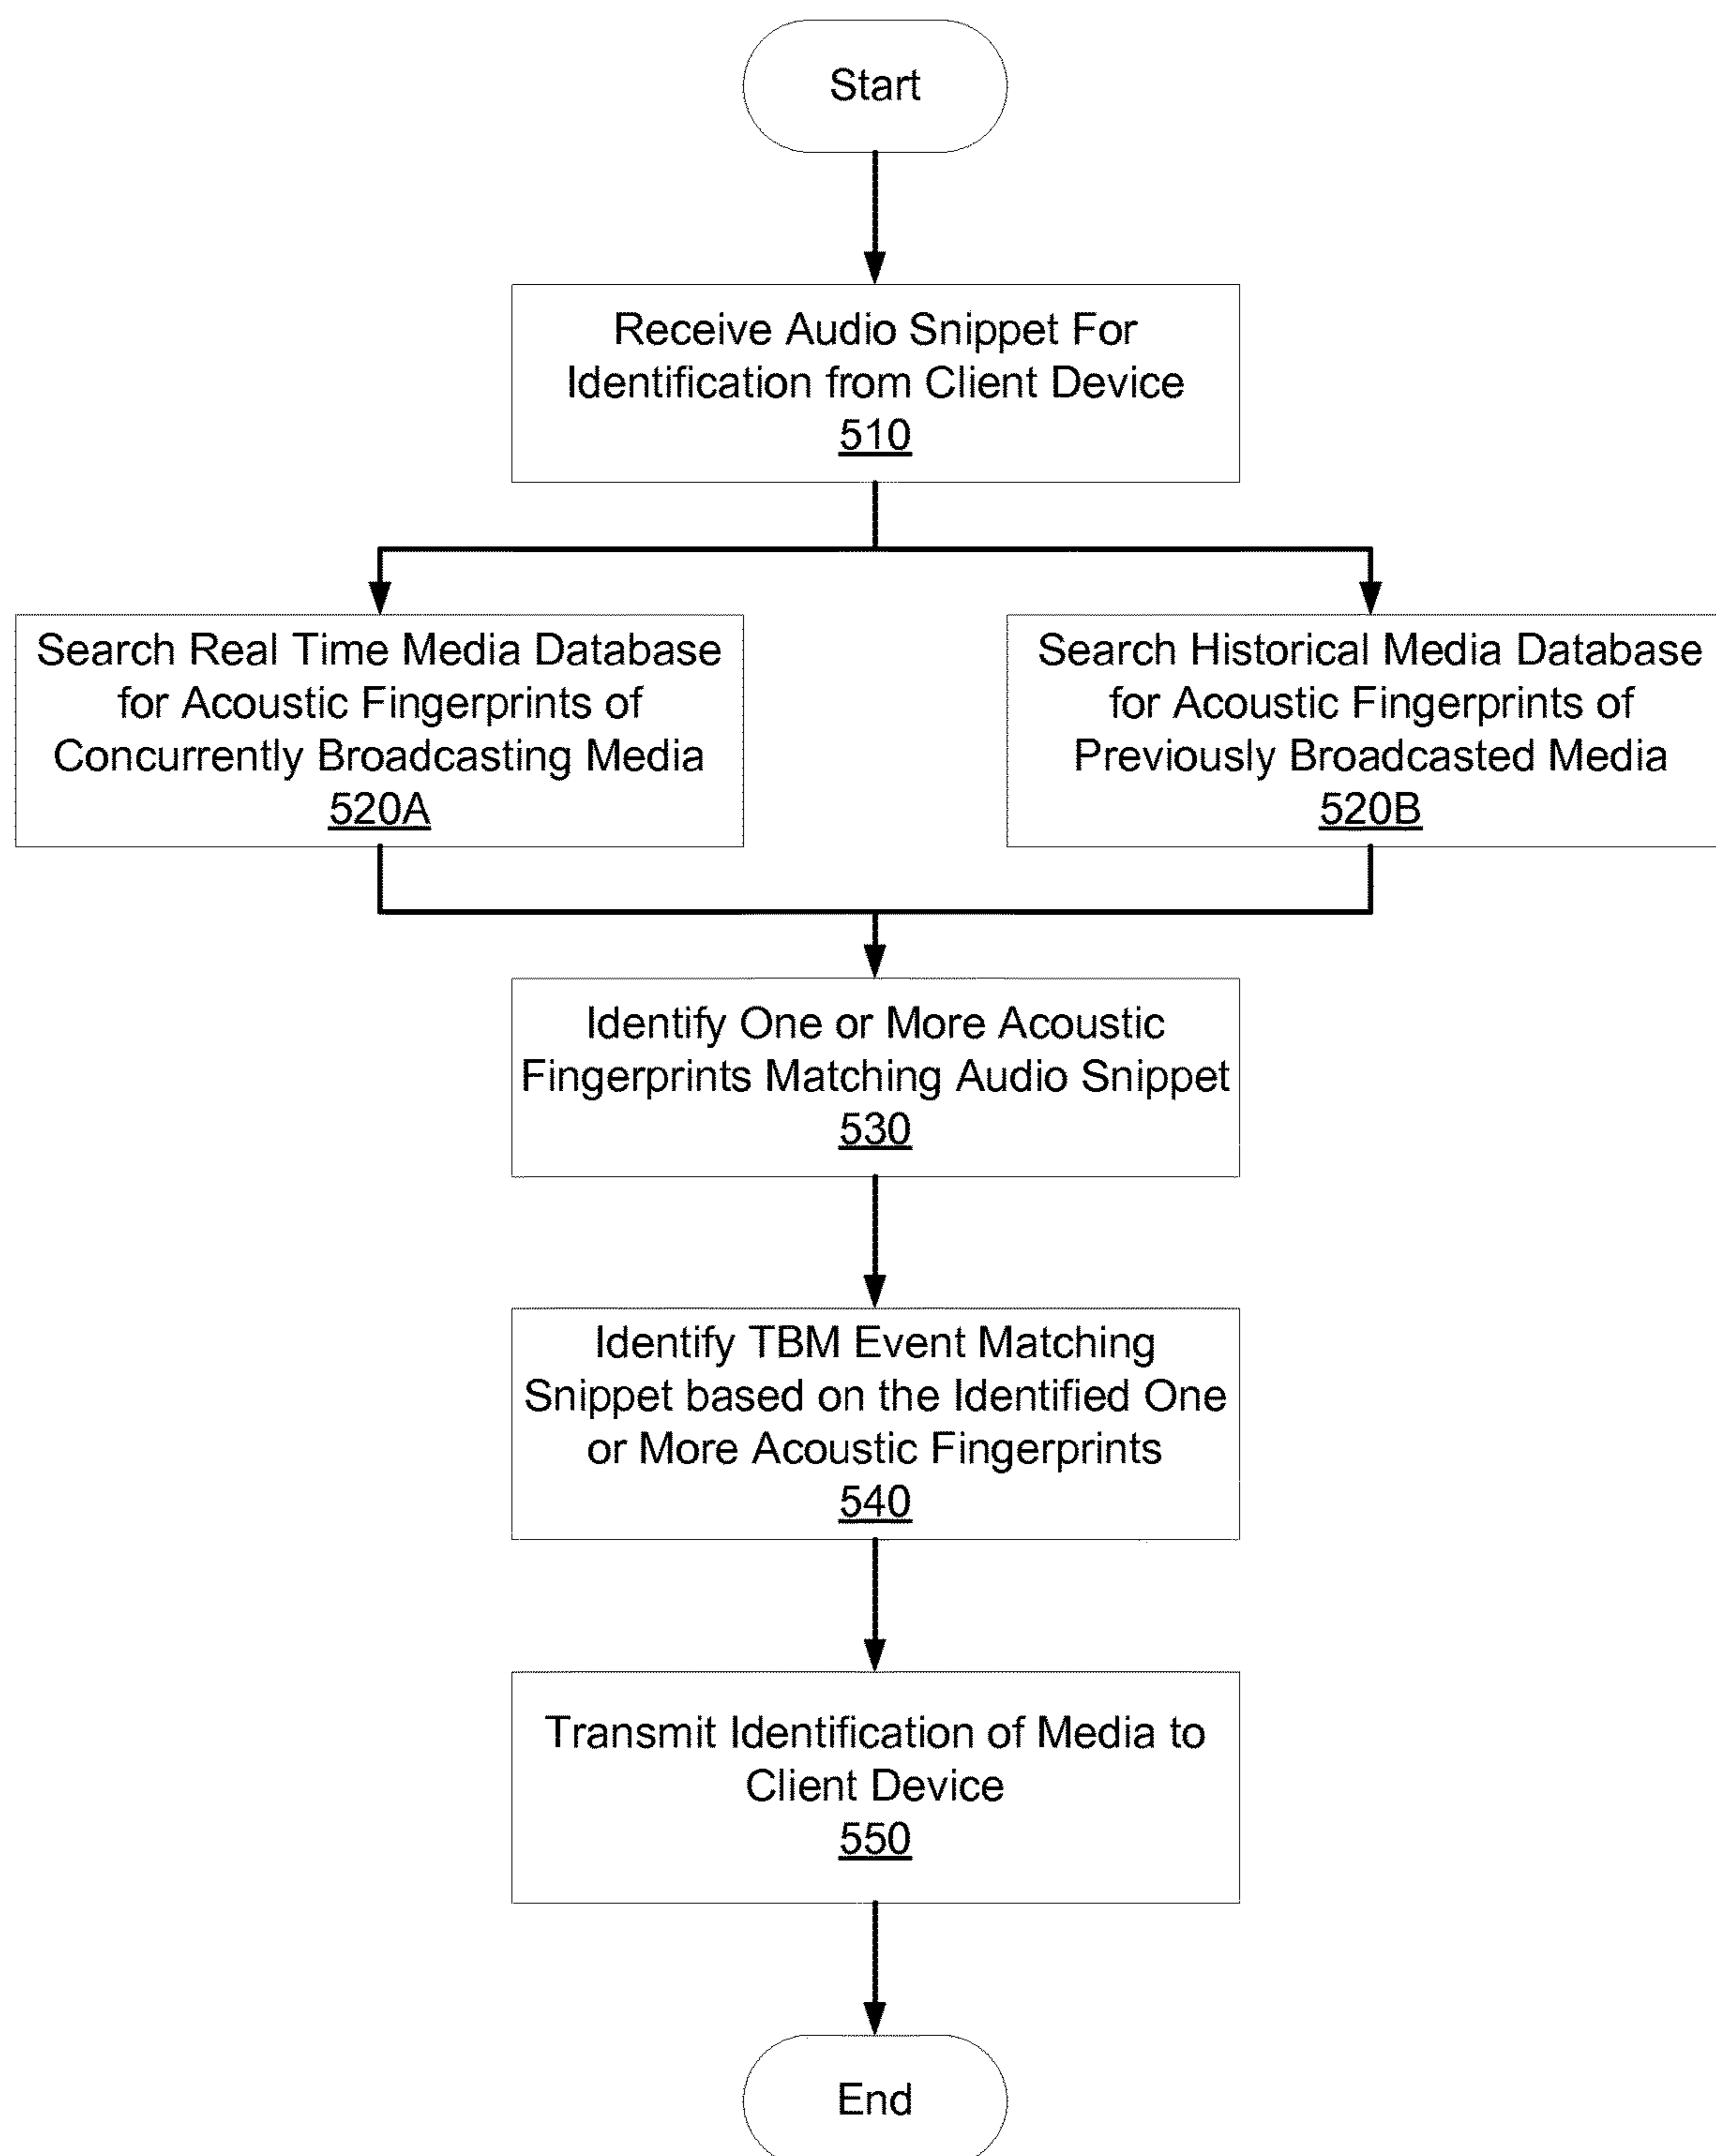 Start
Receive Audio Snippet For
Identification from Client Device
510
Search Real Time Media Database
for Acoustic Fingerprints of
Concurrently Broadcasting Media
520A
Search Historical Media Database
for Acoustic Fingerprints of
Previously Broadcasted Media
520B
Identify One or More Acoustic
Fingerprints Matching Audio Snippet
530
Identify TBM Event Matching
Snippet based on the Identified One
or More Acoustic Fingerprints
540
Transmit Identification of Media to
Client Device
550
End